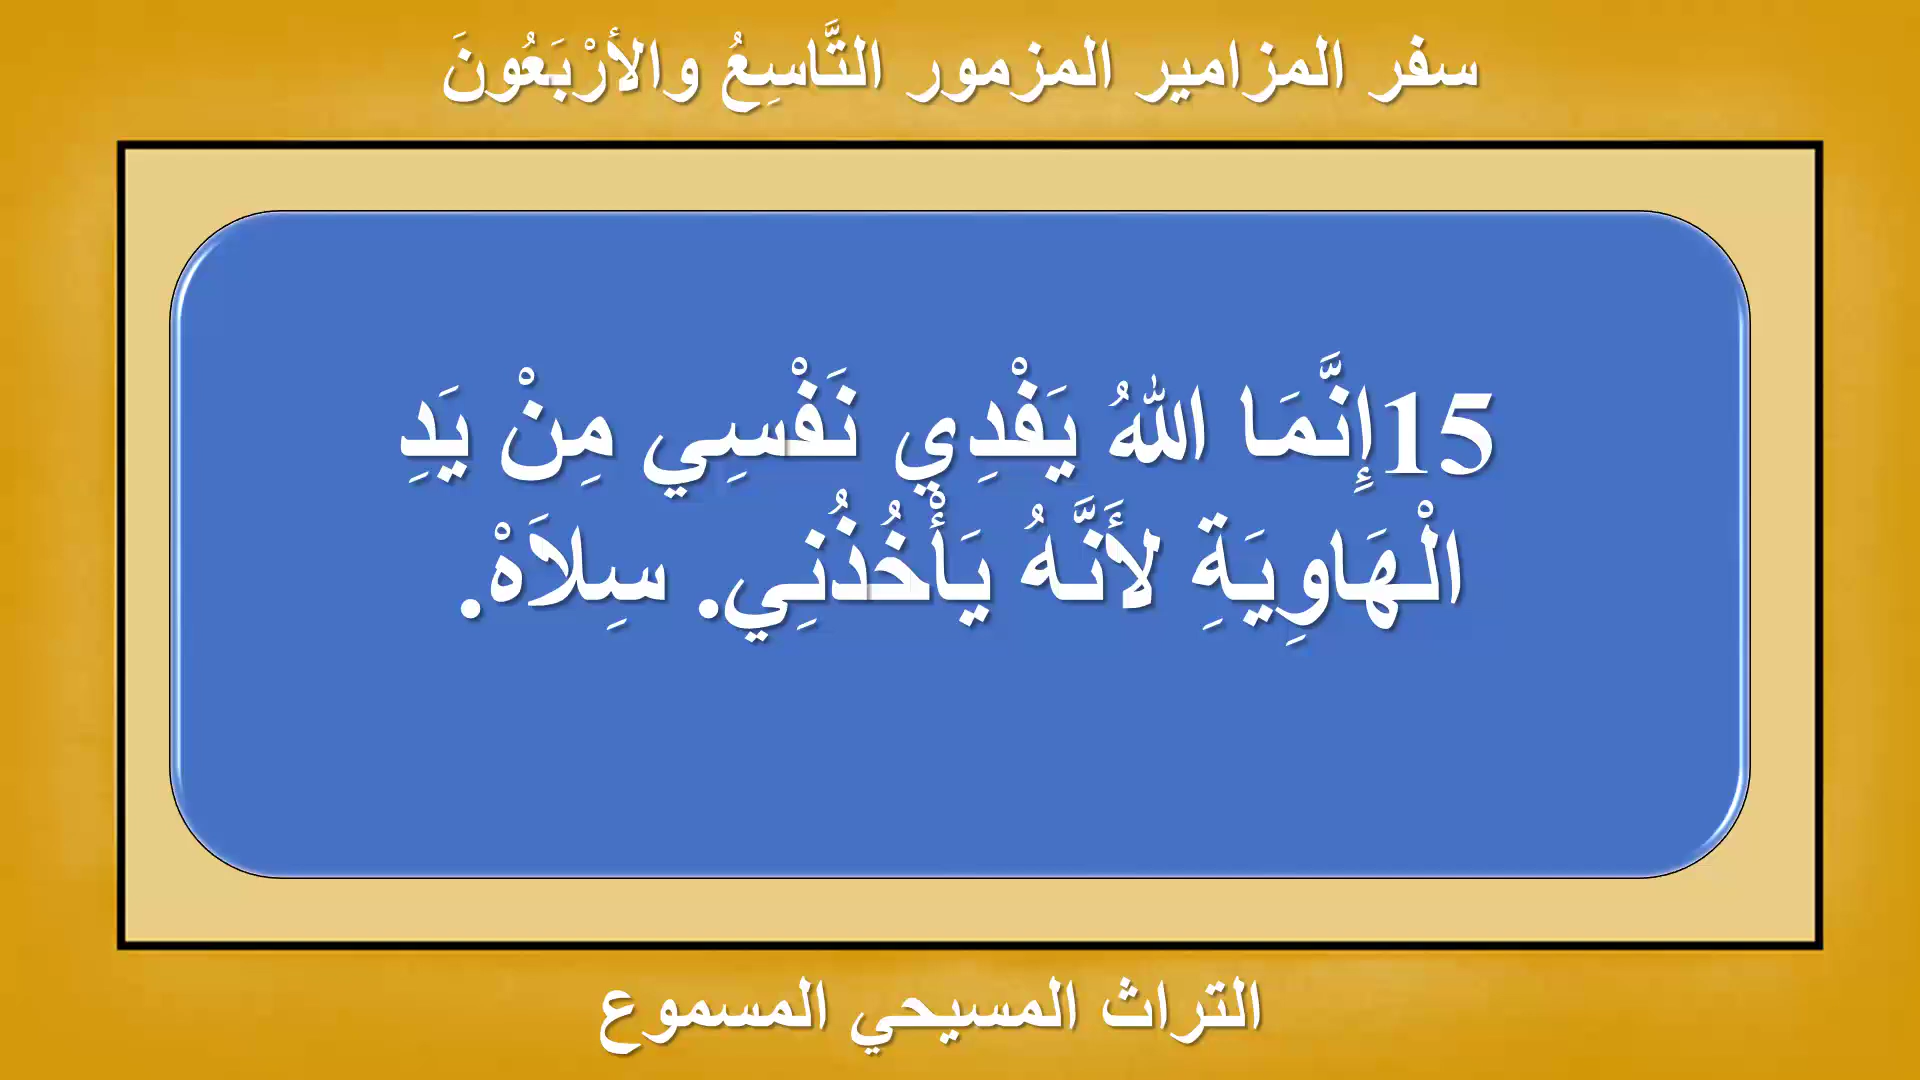 سفر المزامير المزمور التَّاسِعُ والأرْبَعُونَ
15إِنَّمَا اللهُ يَفْدِي نَفْسِي مِنْ يَدِ
الْهَاوِيَةِ لأَنَّهُ يَأْخُذُنِي. سِلاَهْ.
التراث المسيحي المسموع